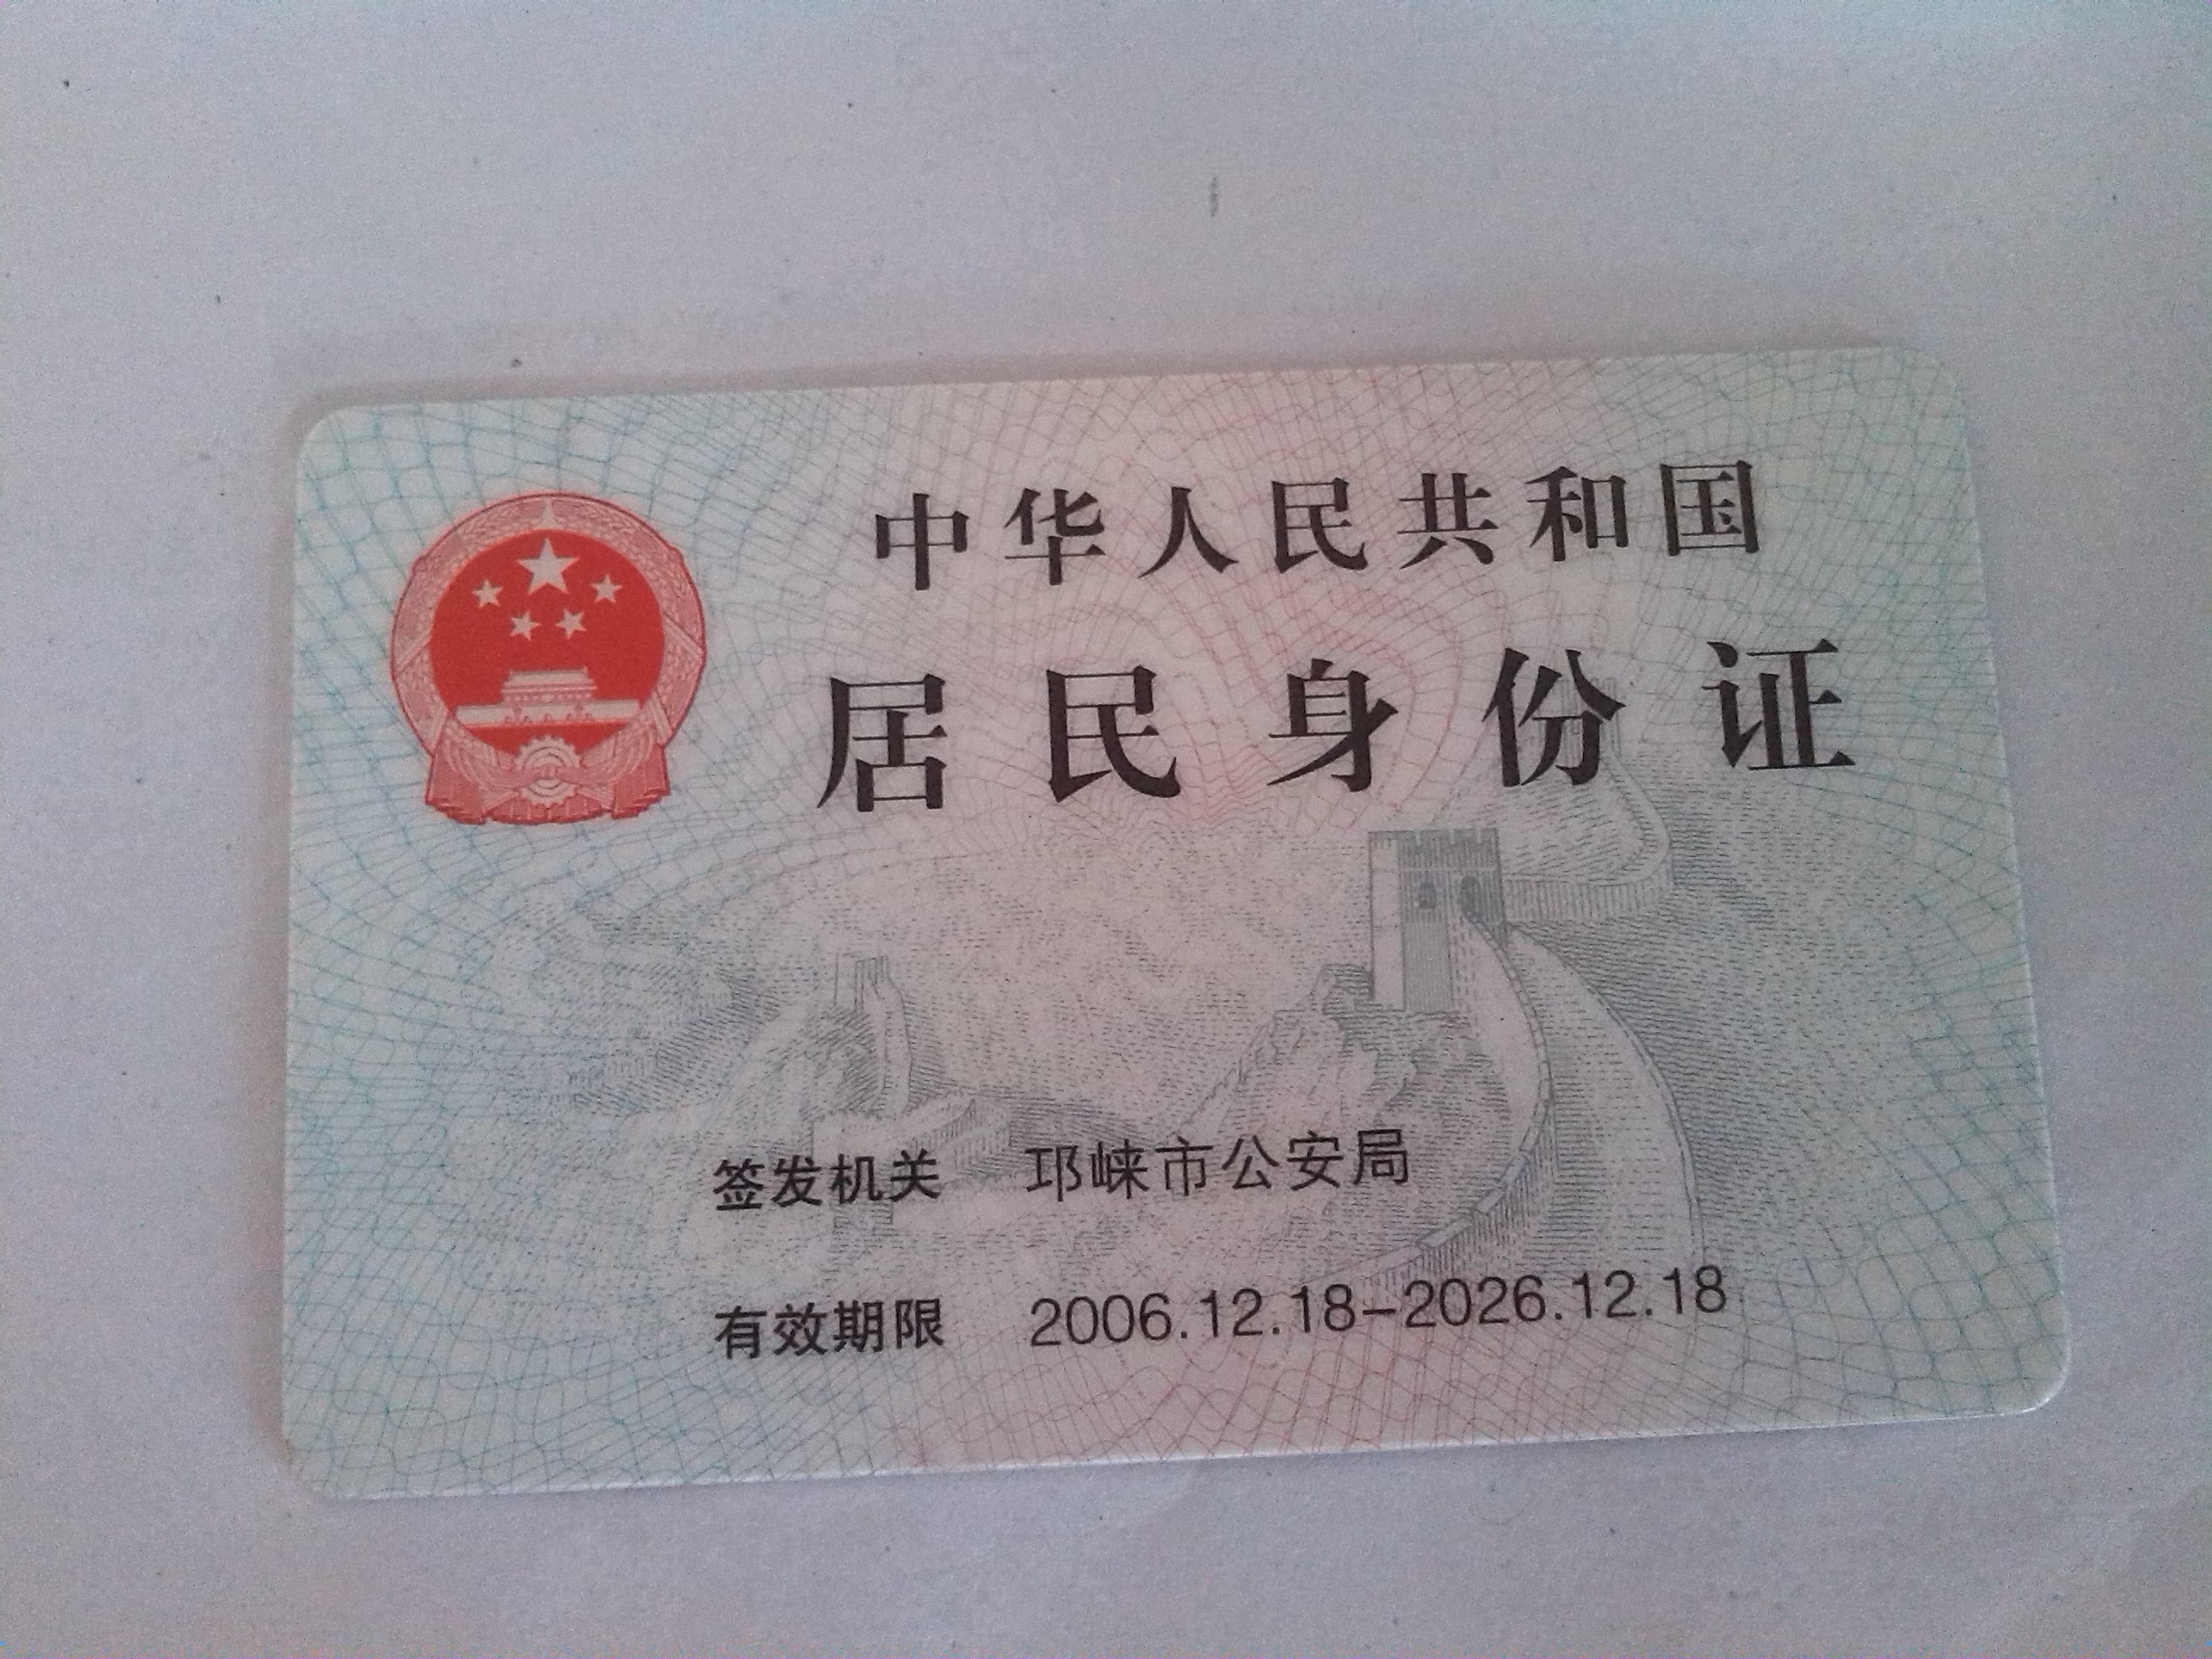 中华人民共和国
居民身份证
签发机关 邛崃市公安局
有效期限 2006.12.18-2026.12.18